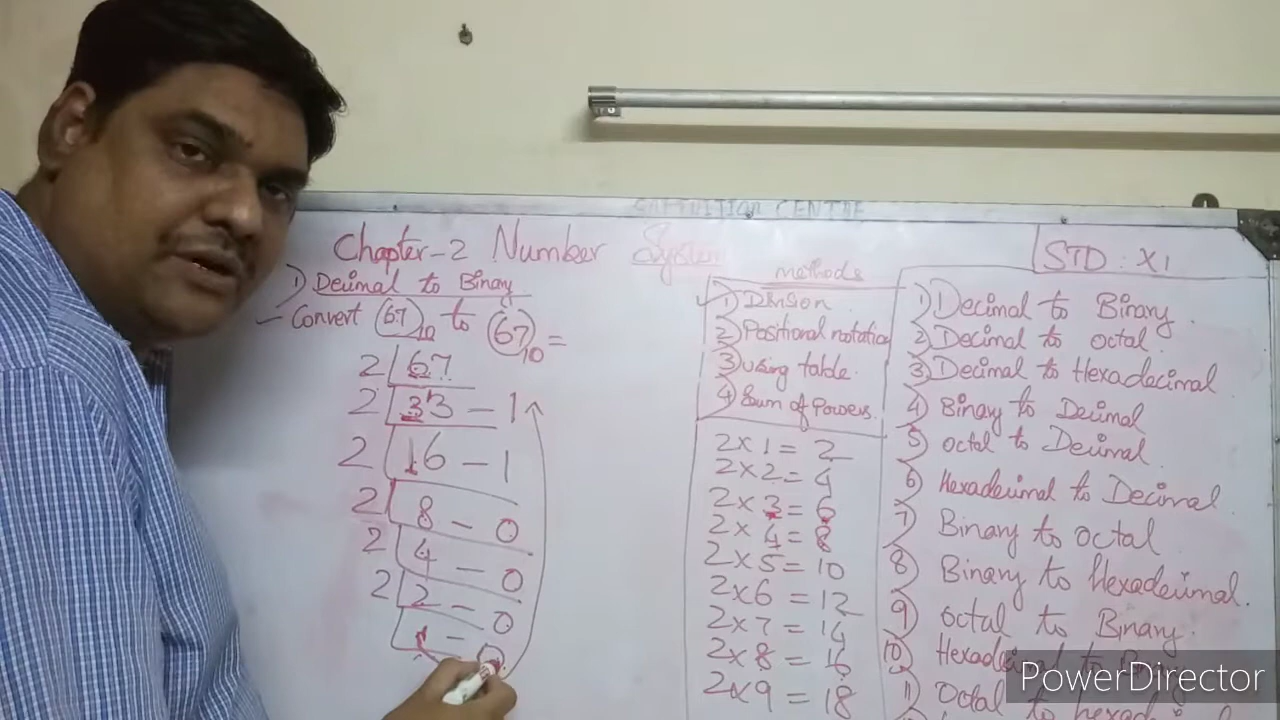 Chapter-2 Number System
STD : XI
1) Decimal to Binary
- Convert (67)10 to (67)10 =
2 | 67
2 | 33 - 1
2 | 16 - 1
2 | 8 - 0
2 | 4 - 0
2 | 2 - 0
1 - 0
methods
✓ 1) Division
2) Positional notation
3) using table.
4) Sum of Powers.
2×1 = 2
2×2 = 4
2×3 = 6
2×4 = 8
2×5 = 10
2×6 = 12
2×7 = 14
2×8 = 16
2×9 = 18
1) Decimal to Binary.
2) Decimal to octal.
3) Decimal to Hexadecimal
4) Binary to Decimal
5) octal to Decimal.
6) Hexadecimal to Decimal
7) Binary to octal
8) Binary to Hexadecimal.
9) octal to Binary.
10) Hexadecimal to
11) Octal to hexadecimal
PowerDirector